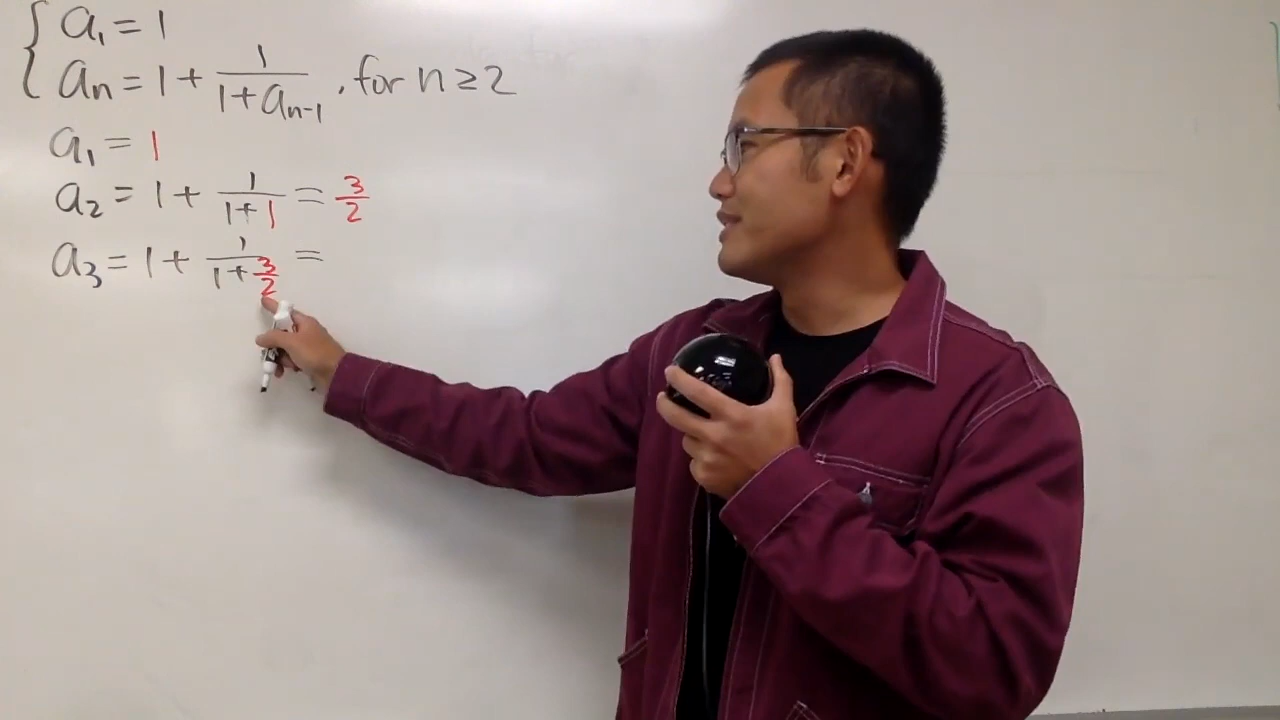 a₁ = 1
aₙ = 1 + 1/(1+aₙ₋₁), for n ≥ 2
a₁ = 1
a₂ = 1 + 1/(1+1) = 3/2
a₃ = 1 + 1/(1+3/2) =